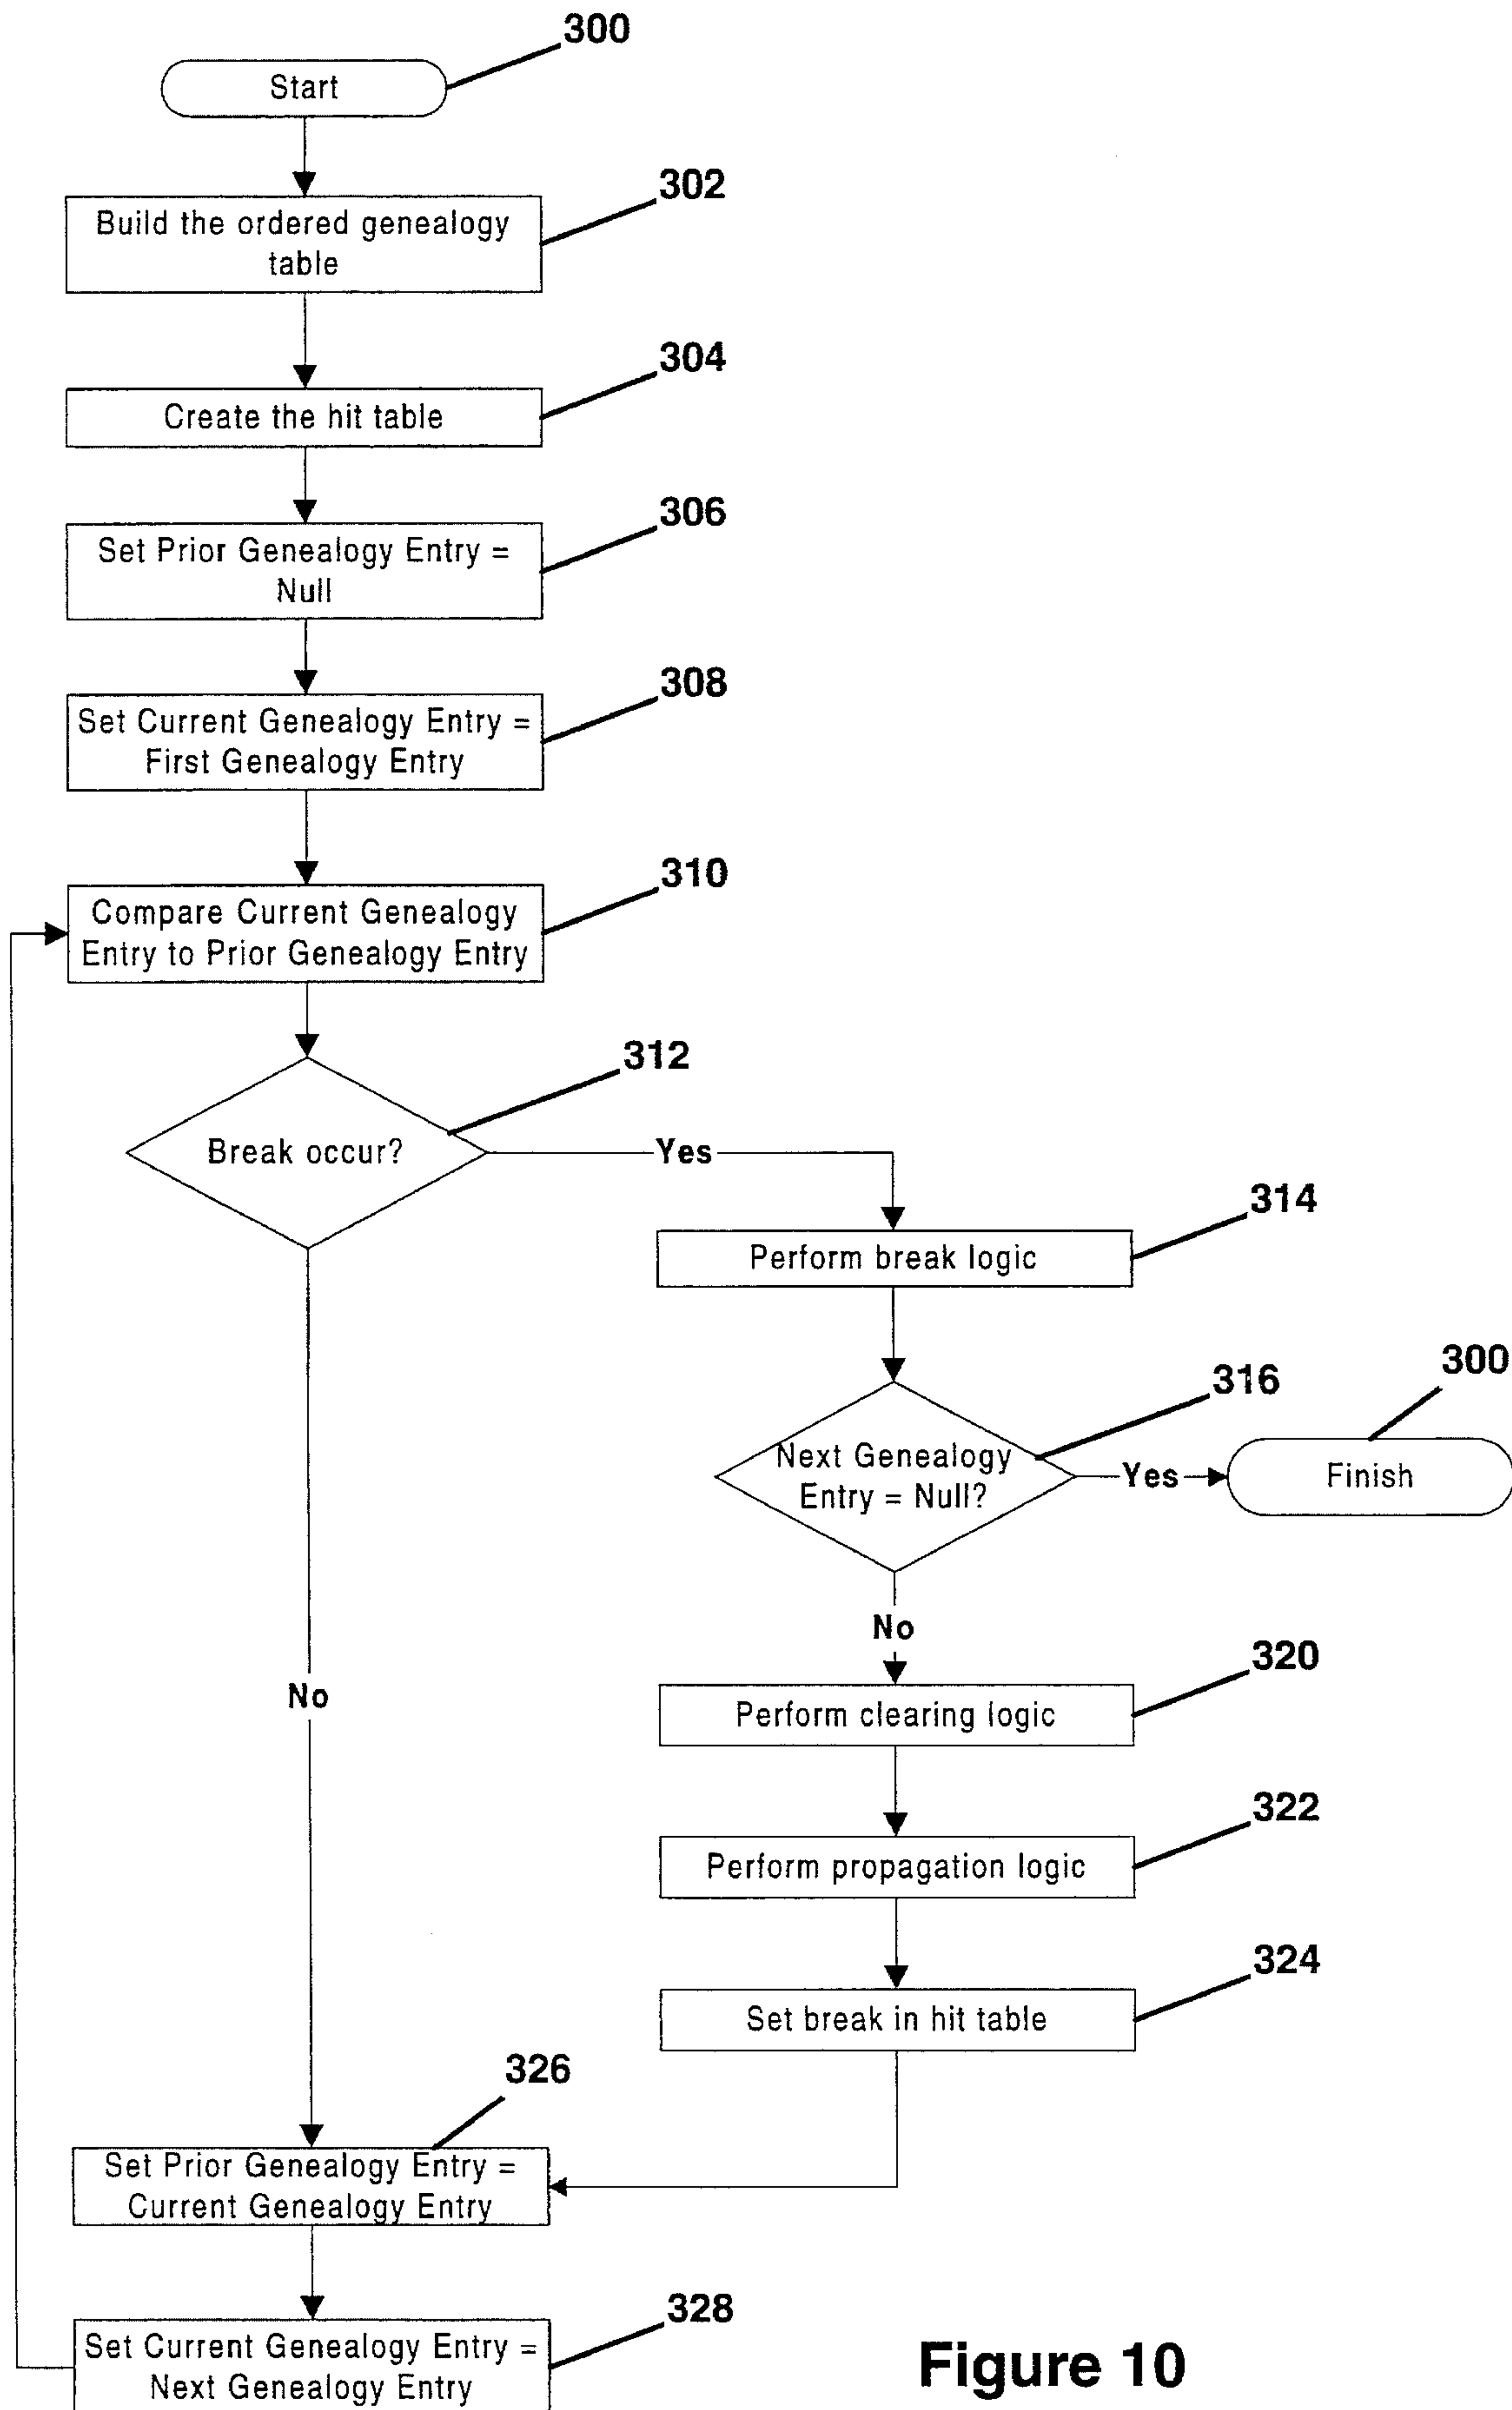 300
Start
302
Build the ordered genealogy
table
304
Create the hit table
306
Set Prior Genealogy Entry =
Null
308
Set Current Genealogy Entry =
First Genealogy Entry
310
Compare Current Genealogy
Entry to Prior Genealogy Entry
312
Break occur?
Yes
314
Perform break logic
316
Next Genealogy
Entry = Null?
Yes
300
Finish
No
320
Perform clearing logic
322
Perform propagation logic
324
Set break in hit table
No
326
Set Prior Genealogy Entry =
Current Genealogy Entry
328
Set Current Genealogy Entry =
Next Genealogy Entry
Figure 10